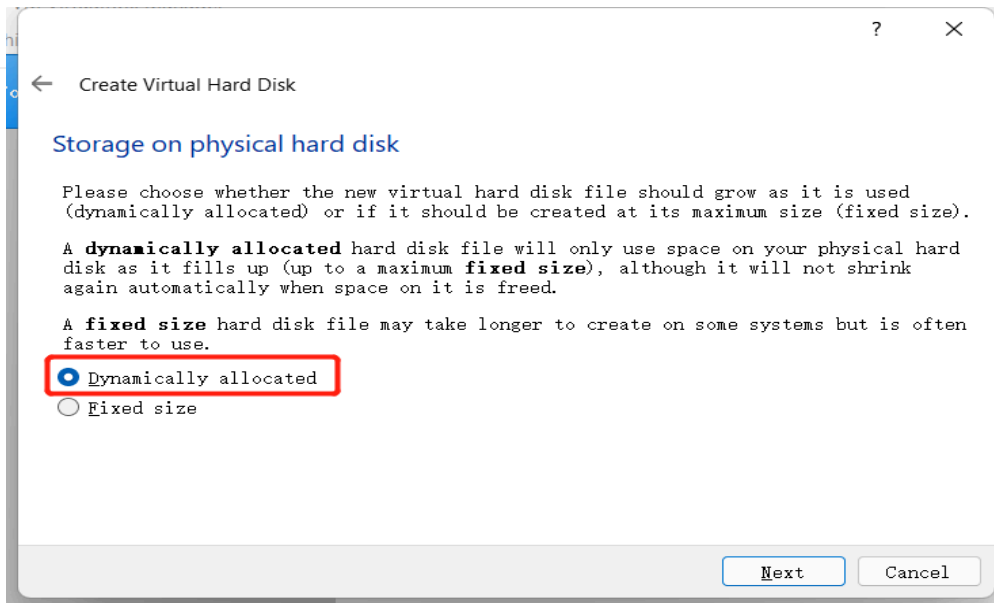 ?
Create Virtual Hard Disk
Storage on physical hard disk
Please choose whether the new virtual hard disk file should grow as it is used
(dynamically allocated) or if it should be created at its maximum size (fixed size).
A dynamically allocated hard disk file will only use space on your physical hard
disk as it fills up (up to a maximum fixed size), although it will not shrink
again automatically when space on it is freed.
A fixed size hard disk file may take longer to create on some systems but is often
faster to use.
Dynamically allocated
Fixed size
Next Cancel